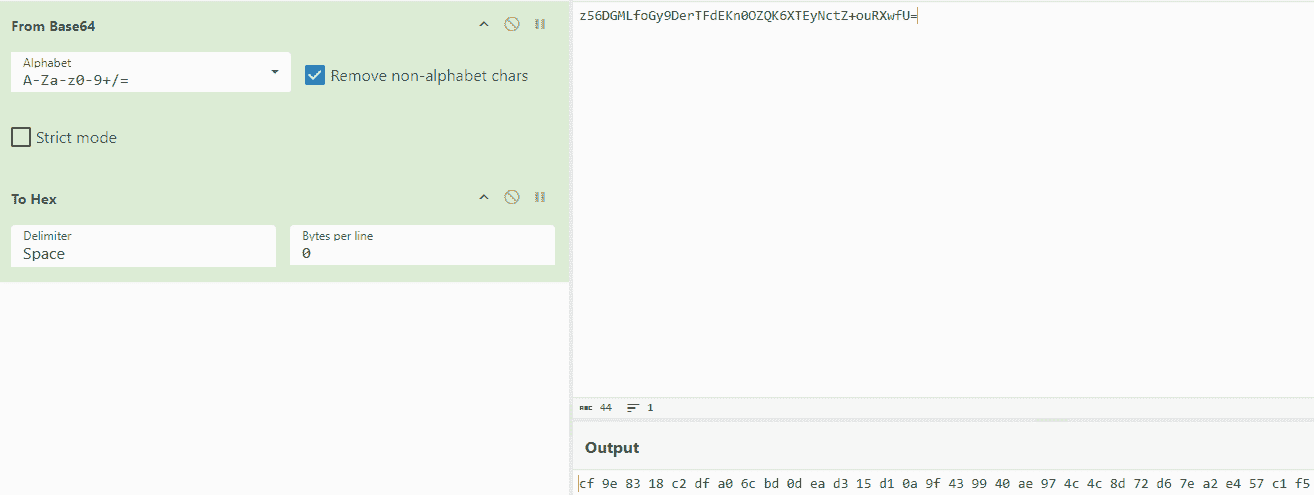 From Base64
Alphabet
A-Za-z0-9+/=
Remove non-alphabet chars
Strict mode
To Hex
Delimiter
Space
Bytes per line
0
z56DGMLfoGy9DerTFdEKn0OZQK6XTEyNctZ+ouRXwfU=
ABC 44 1
Output
cf 9e 83 18 c2 df a0 6c bd 0d ea d3 15 d1 0a 9f 43 99 40 ae 97 4c 4c 8d 72 d6 7e a2 e4 57 c1 f5